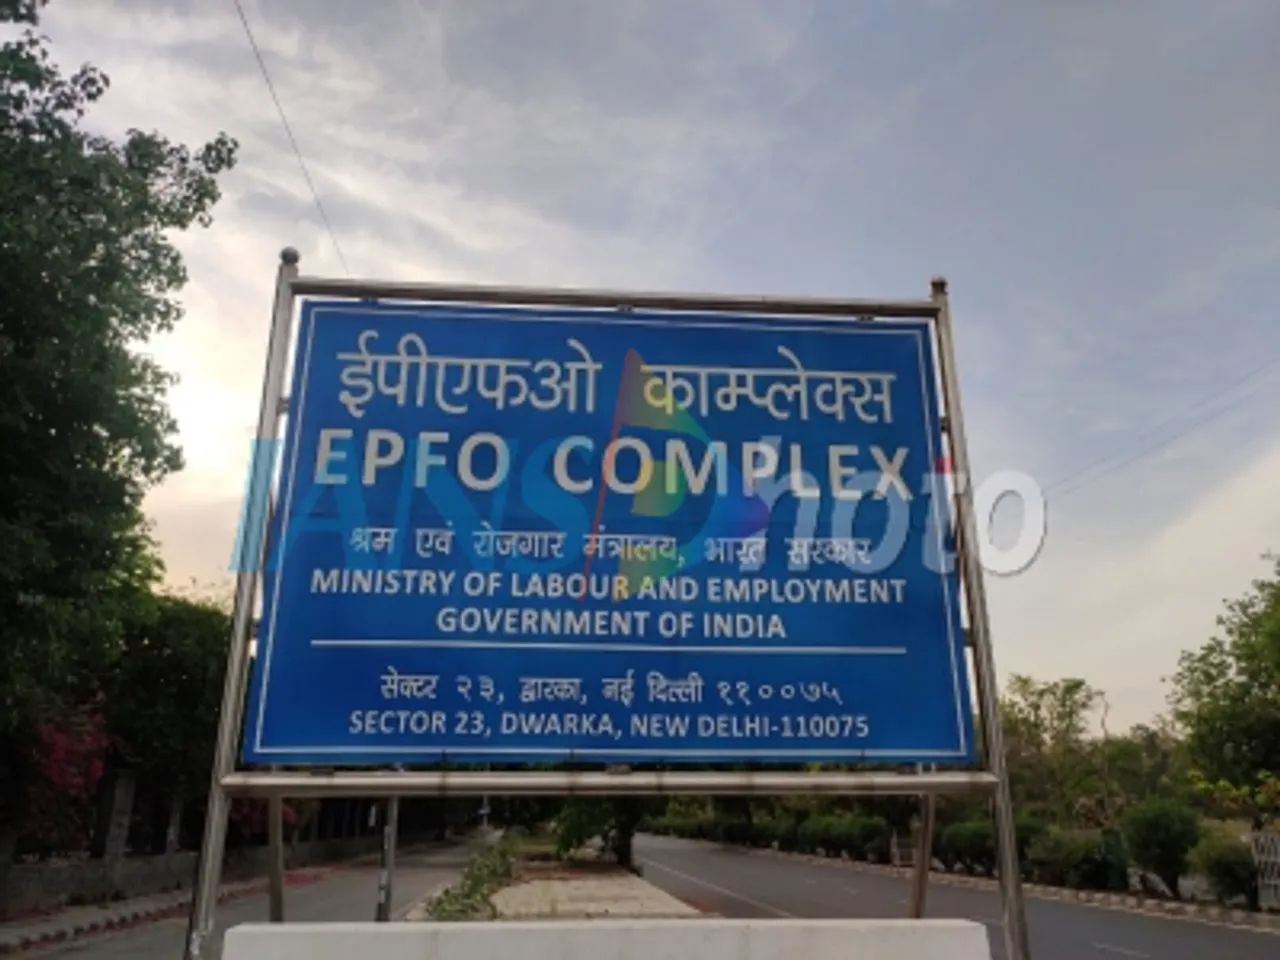 ईपीएफओ काम्प्लेक्स
EPFO COMPLEX
IANSPhoto
श्रम एवं रोजगार मंत्रालय, भारत सरकार
MINISTRY OF LABOUR AND EMPLOYMENT
GOVERNMENT OF INDIA
सेक्टर २३, द्वारका, नई दिल्ली ११००७५
SECTOR 23, DWARKA, NEW DELHI-110075